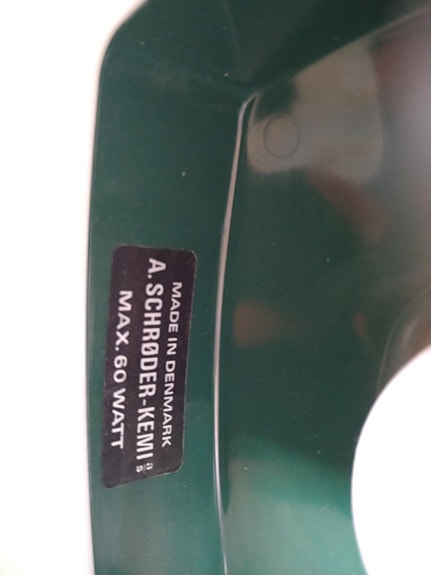 MADE IN DENMARK
A. SCHRØDER-KEMI a/s
MAX. 60 WATT